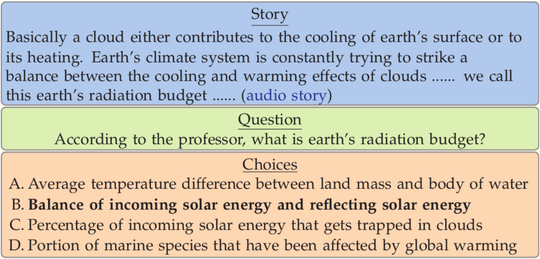 Story
Basically a cloud either contributes to the cooling of earth's surface or to
its heating. Earth's climate system is constantly trying to strike a
balance between the cooling and warming effects of clouds ...... we call
this earth's radiation budget ...... (audio story)
Question
According to the professor, what is earth's radiation budget?
Choices
A. Average temperature difference between land mass and body of water
B. Balance of incoming solar energy and reflecting solar energy
C. Percentage of incoming solar energy that gets trapped in clouds
D. Portion of marine species that have been affected by global warming